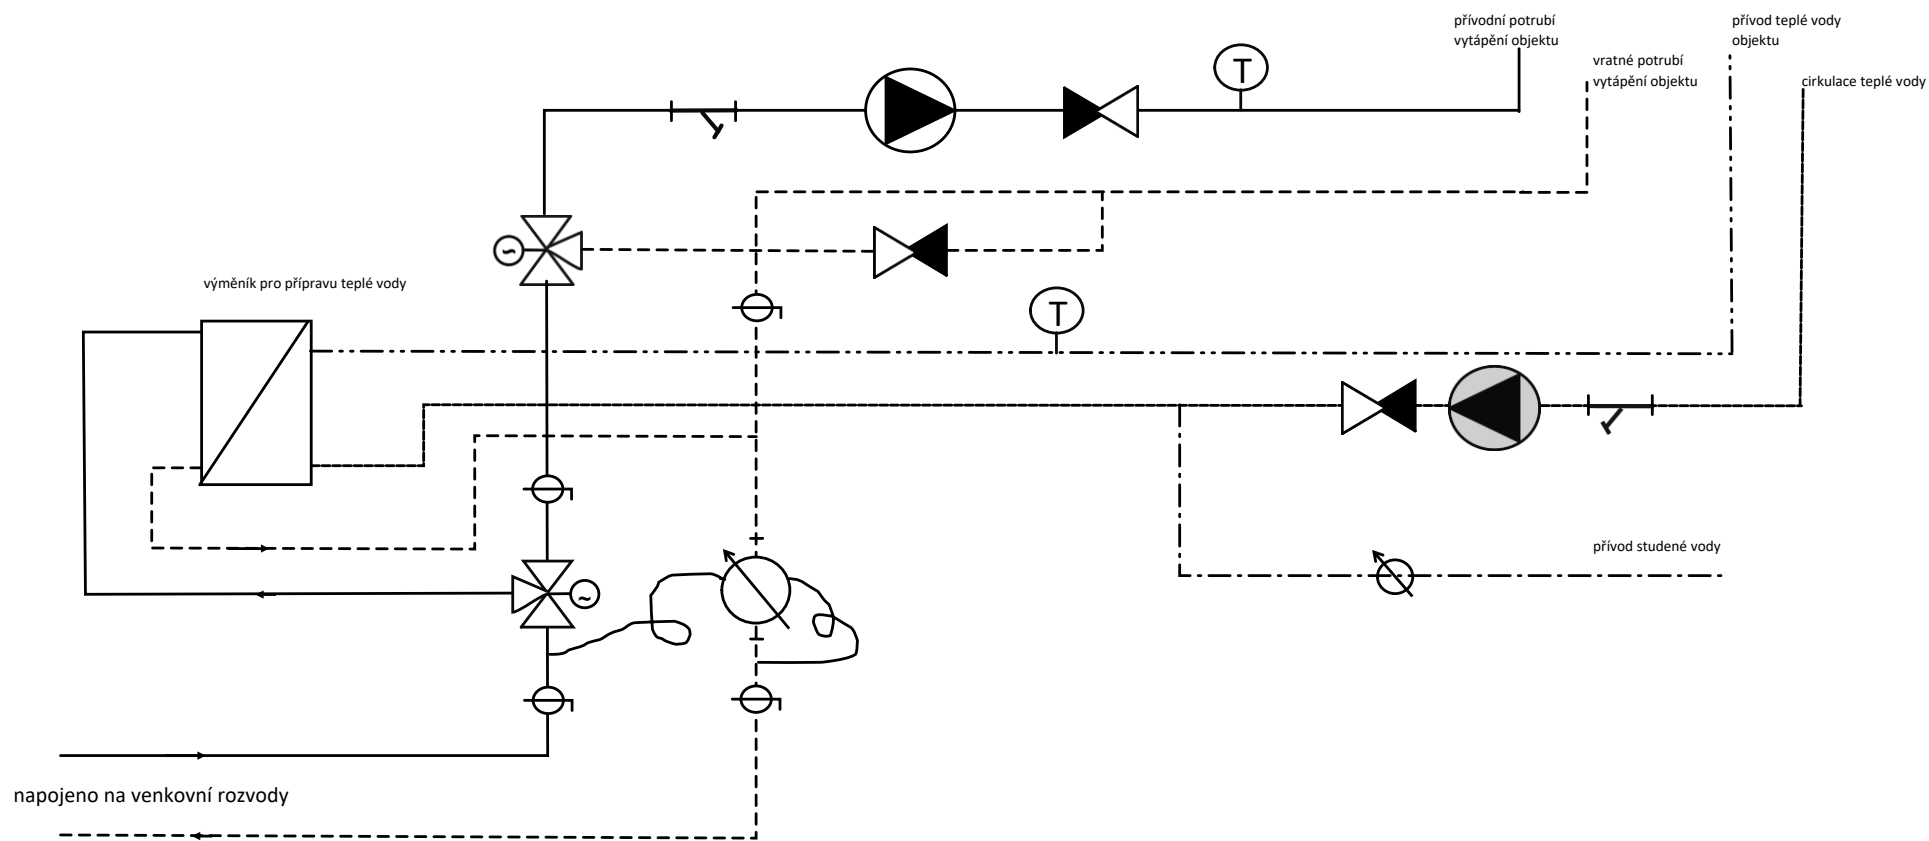 přívodní potrubí
vytápění objektu
přívod teplé vody
objektu
vratné potrubí
vytápění objektu
cirkulace teplé vody
T
výměník pro přípravu teplé vody
T
přívod studené vody
napojeno na venkovní rozvody